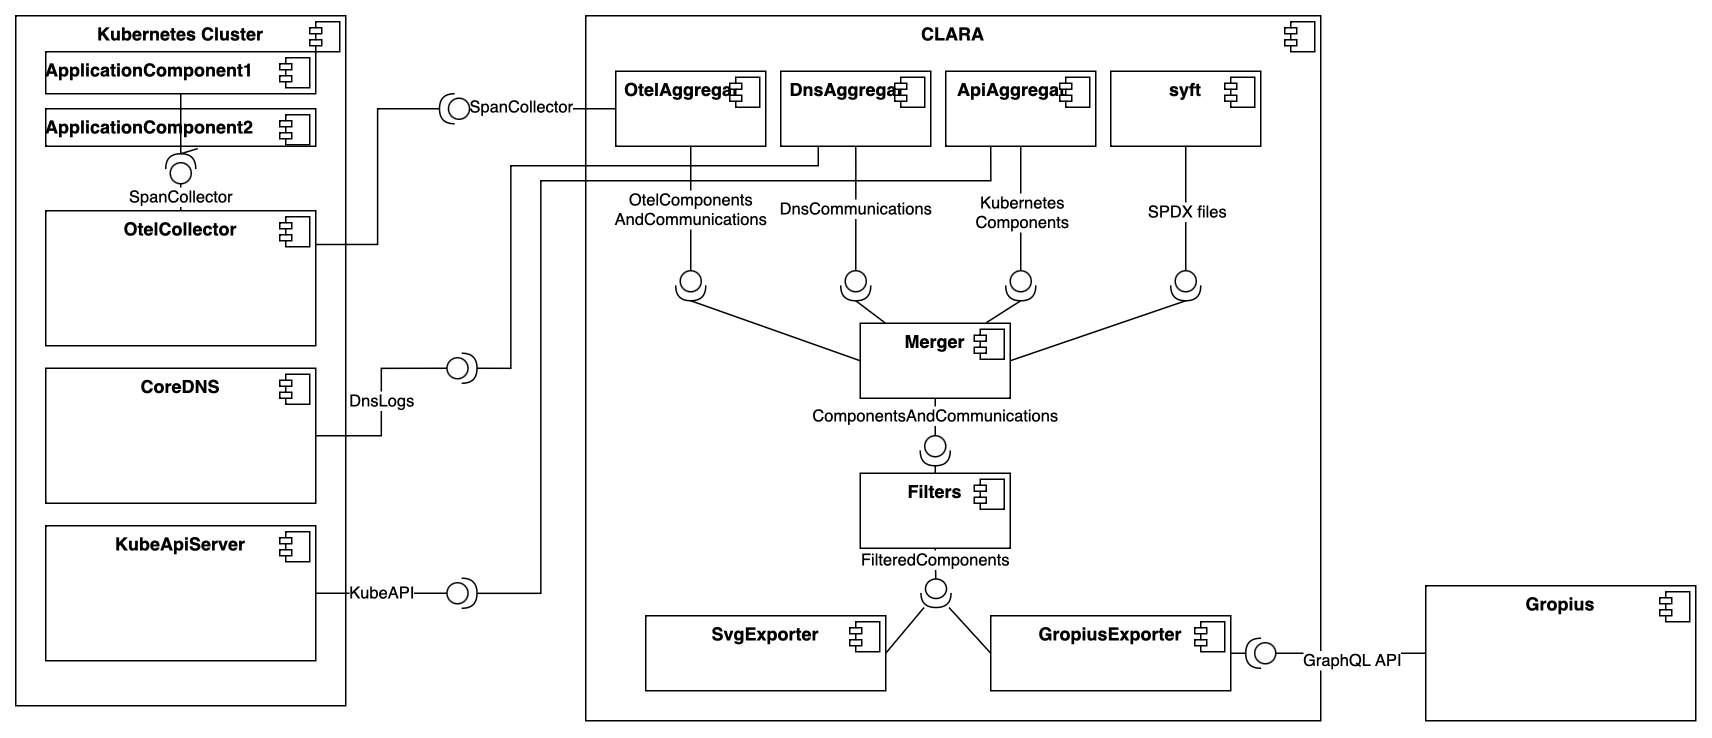 Kubernetes Cluster
ApplicationComponent1
ApplicationComponent2
SpanCollector
OtelCollector
CoreDNS
KubeApiServer
SpanCollector
DnsLogs
KubeAPI
CLARA
OtelAggrega
DnsAggrega
ApiAggrega
syft
OtelComponents
AndCommunications
DnsCommunications
Kubernetes
Components
SPDX files
Merger
ComponentsAndCommunications
Filters
FilteredComponents
SvgExporter
GropiusExporter
GraphQL API
Gropius